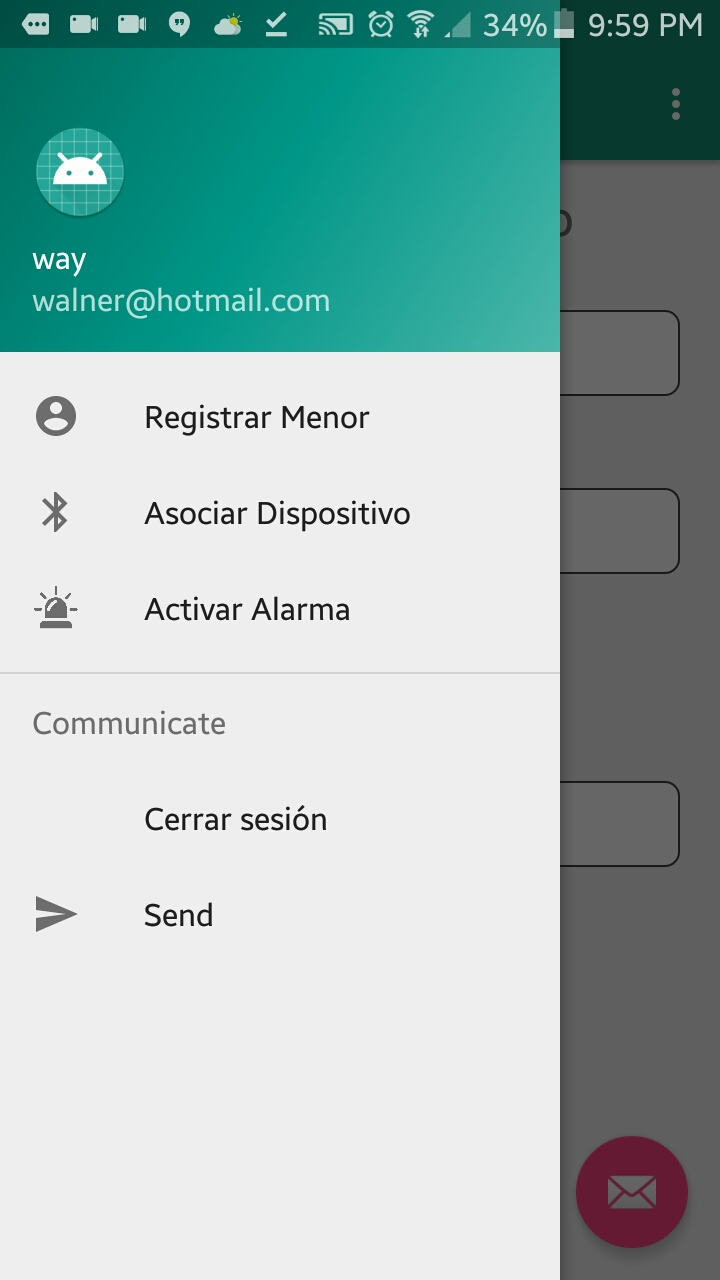 34% 9:59 PM
way
walner@hotmail.com
Registrar Menor
Asociar Dispositivo
Activar Alarma
Communicate
Cerrar sesión
Send